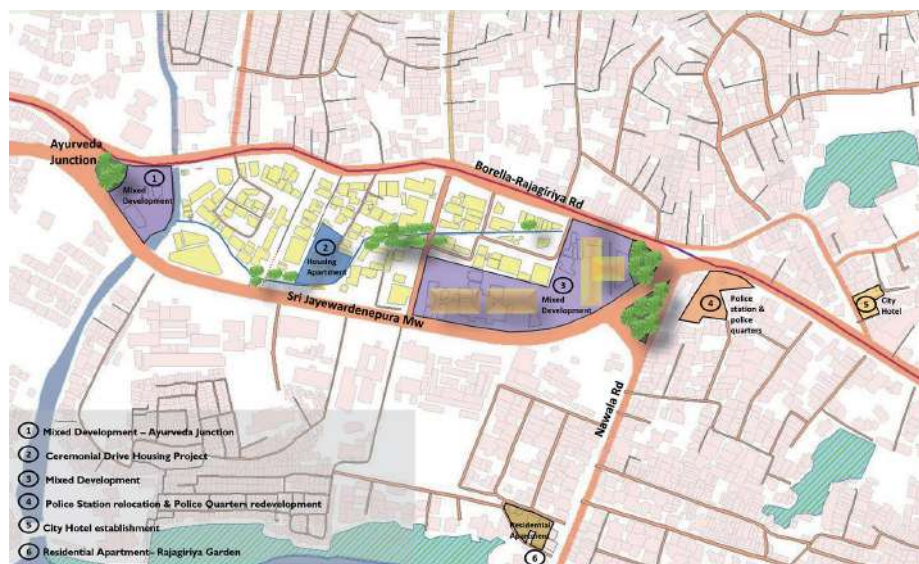 Ayurveda
Junction
1
Mixed
Development
Borella-Rajagiriya Rd
2
Housing
Apartment
3
Mixed
Development
Sri Jayewardenepura Mw
4
Police
station &
police
quarters
5
City
Hotel
Nawala Rd
1 Mixed Development – Ayurveda Junction
2 Ceremonial Drive Housing Project
3 Mixed Development
4 Police Station relocation & Police Quarters redevelopment
5 City Hotel establishment
6 Residential Apartment– Rajagiriya Garden
Residential
Apartment
6